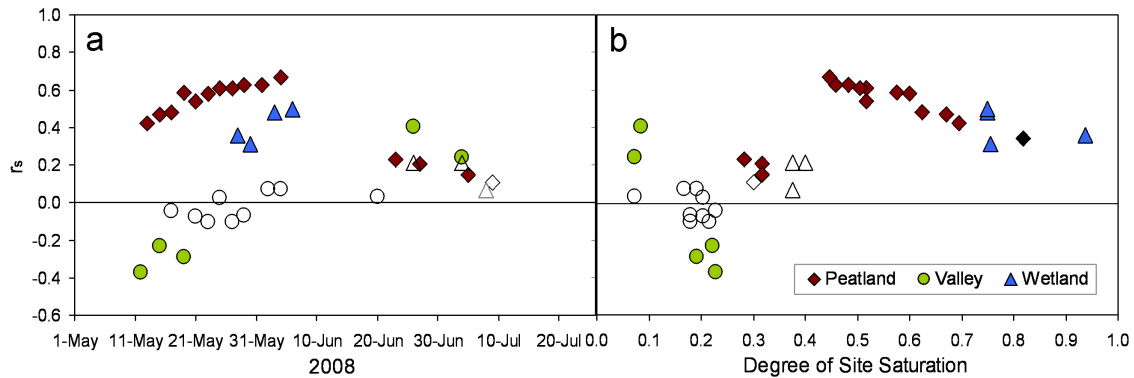 a
b
1.0
0.8
0.6
0.4
0.2
0.0
-0.2
-0.4
-0.6
rs
1-May 11-May 21-May 31-May 10-Jun 20-Jun 30-Jun 10-Jul 20-Jul
2008
0.0 0.1 0.2 0.3 0.4 0.5 0.6 0.7 0.8 0.9 1.0
Degree of Site Saturation
Peatland Valley Wetland